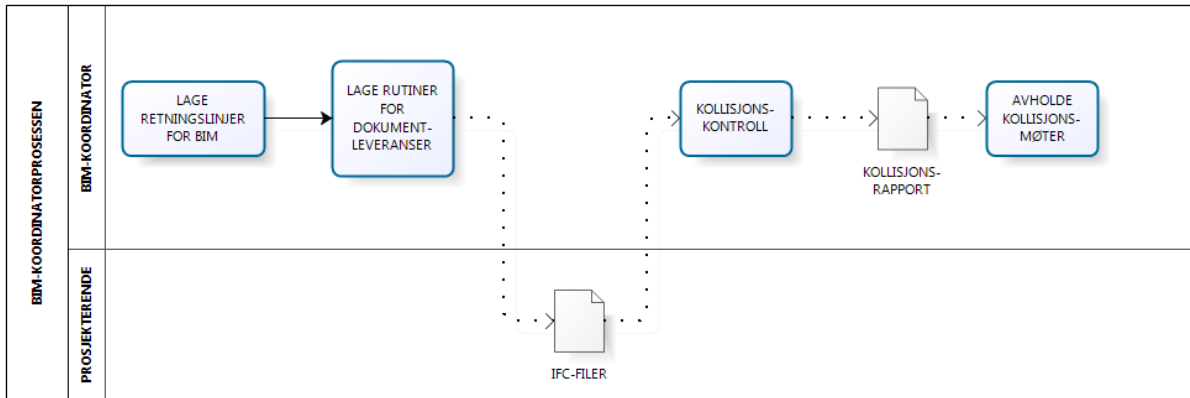 BIM-KOORDINATORPROSESSEN
BIM-KOORDINATOR
LAGE
RETNINGSLINJER
FOR BIM
LAGE RUTINER
FOR
DOKUMENT-
LEVERANSER
KOLLISJONS-
KONTROLL
KOLLISJONS-
RAPPORT
AVHOLDE
KOLLISJONS-
MØTER
PROSJEKTERENDE
IFC-FILER